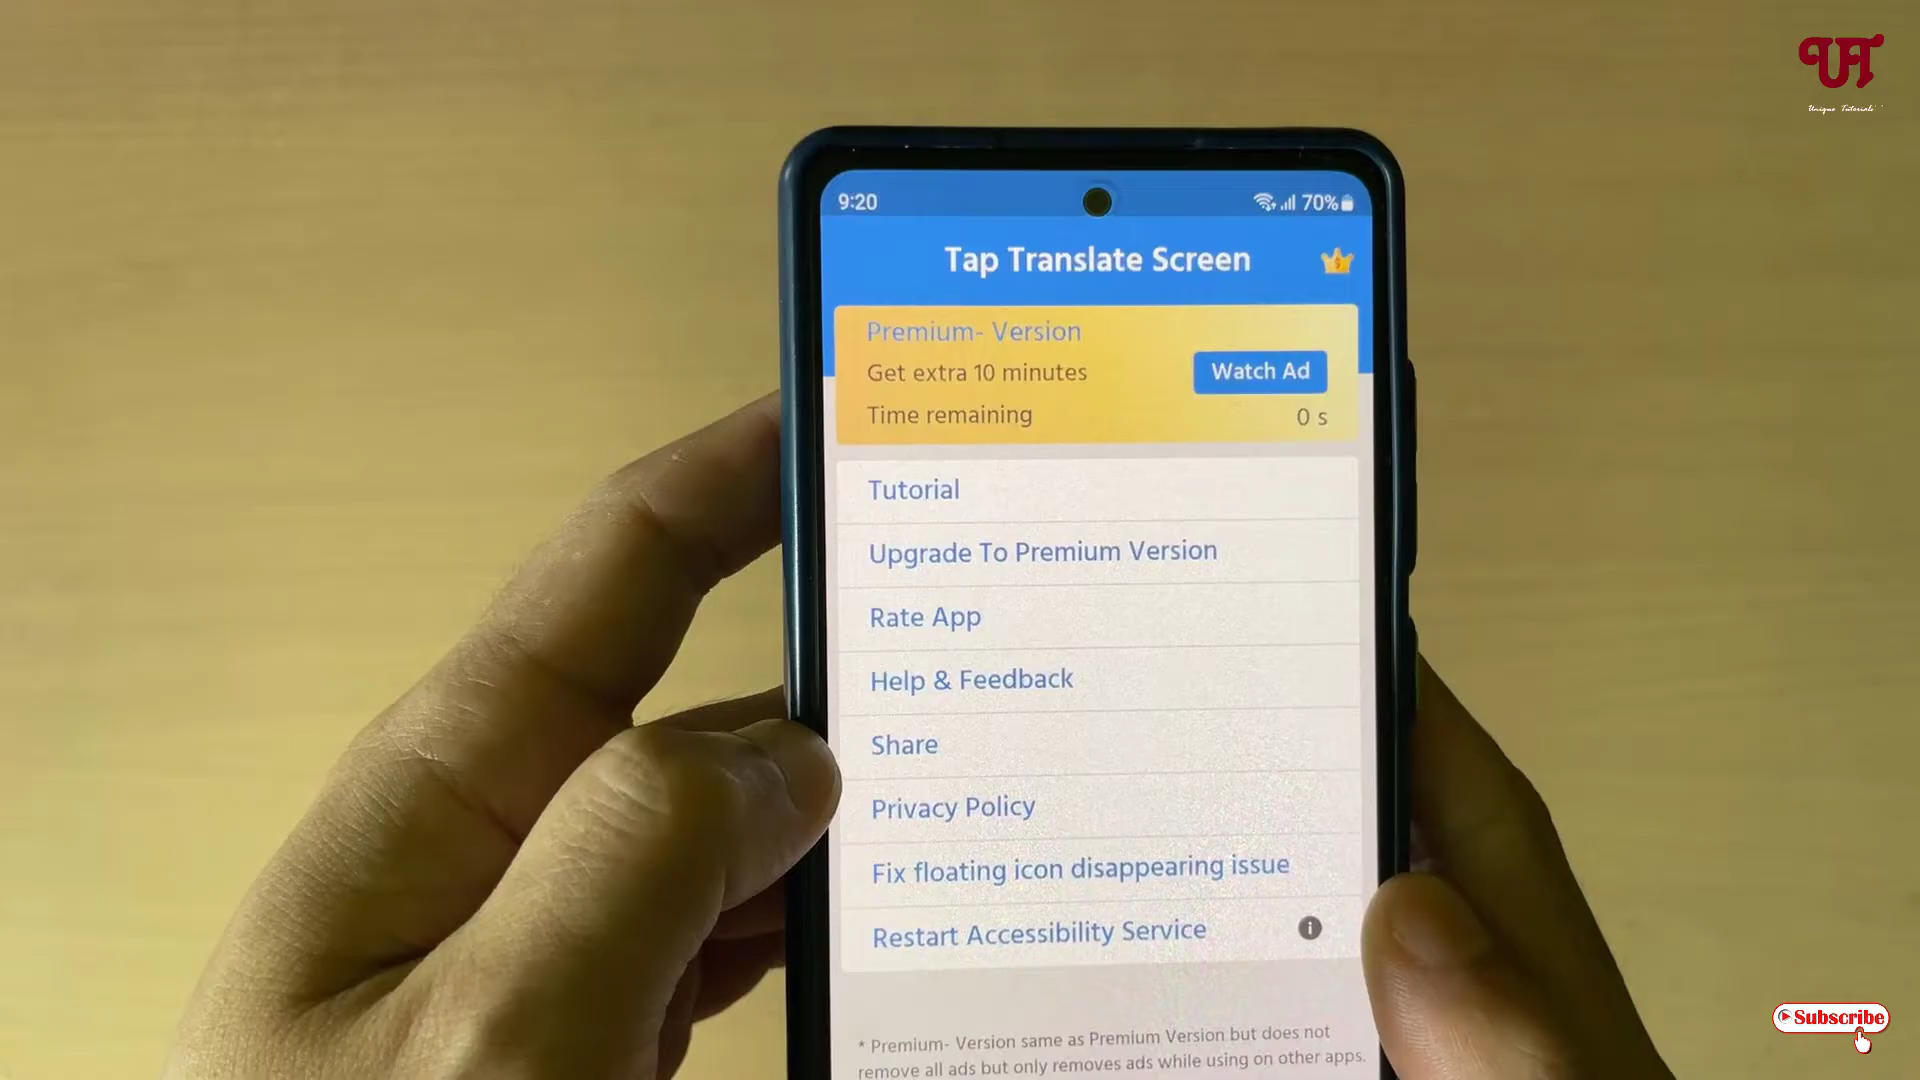 UT
Unique Tutorials
9:20
70%
Tap Translate Screen
Premium- Version
Get extra 10 minutes
Watch Ad
Time remaining
0 s
Tutorial
Upgrade To Premium Version
Rate App
Help & Feedback
Share
Privacy Policy
Fix floating icon disappearing issue
Restart Accessibility Service
* Premium- Version same as Premium Version but does not
remove all ads but only removes ads while using on other apps.
Subscribe